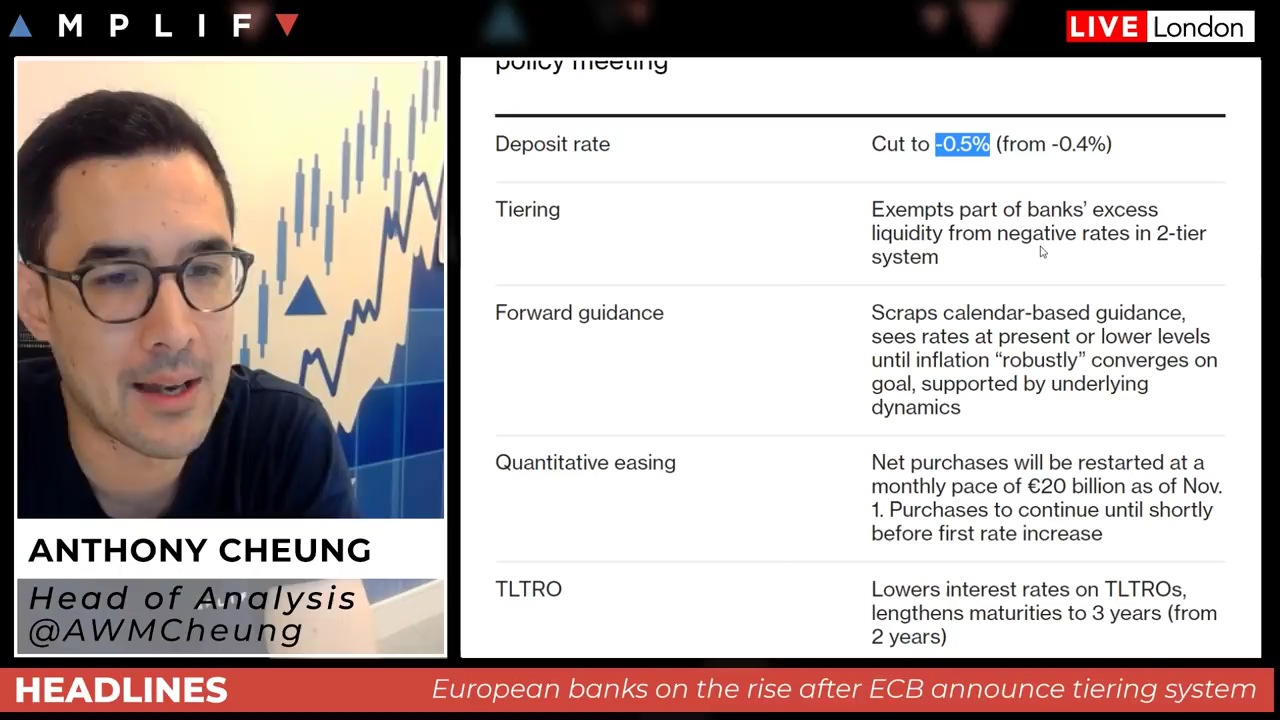 AMPLIFY
LIVE London
policy meeting
Deposit rate
Cut to -0.5% (from -0.4%)
Tiering
Exempts part of banks’ excess
liquidity from negative rates in 2-tier
system
Forward guidance
Scraps calendar-based guidance,
sees rates at present or lower levels
until inflation “robustly” converges on
goal, supported by underlying
dynamics
Quantitative easing
Net purchases will be restarted at a
monthly pace of €20 billion as of Nov.
1. Purchases to continue until shortly
before first rate increase
TLTRO
Lowers interest rates on TLTROs,
lengthens maturities to 3 years (from
2 years)
ANTHONY CHEUNG
Head of Analysis
@AWMCheung
HEADLINES
European banks on the rise after ECB announce tiering system